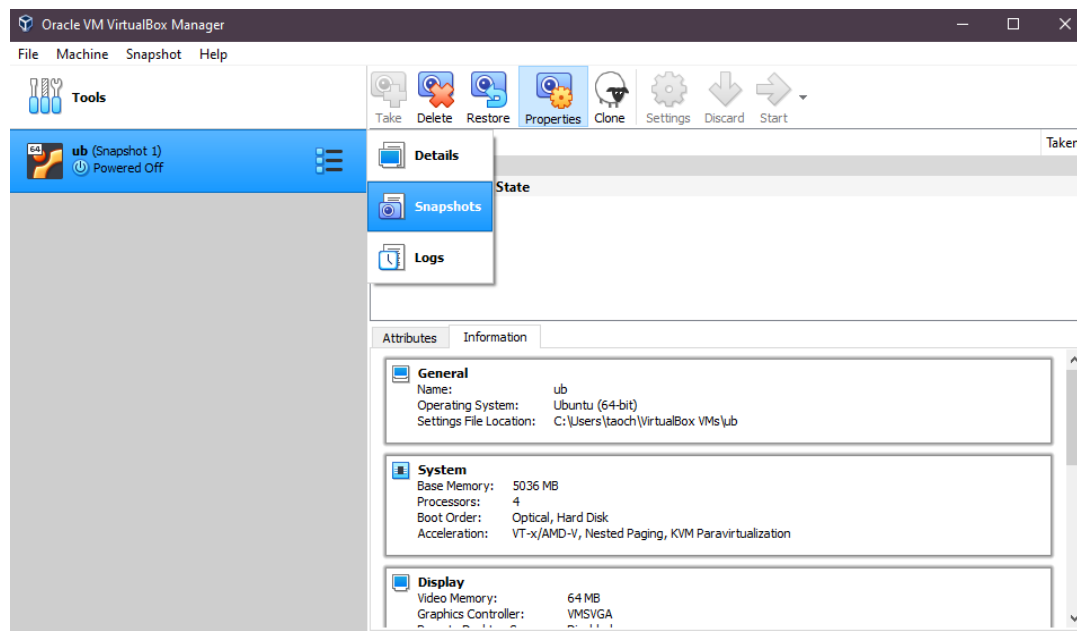 Oracle VM VirtualBox Manager
File Machine Snapshot Help
Tools
Take Delete Restore Properties Clone Settings Discard Start
64
ub (Snapshot 1)
Powered Off
Taken
Details
State
Snapshots
Logs
Attributes Information
General
Name: ub
Operating System: Ubuntu (64-bit)
Settings File Location: C:\Users\taoch\VirtualBox VMs\ub
System
Base Memory: 5036 MB
Processors: 4
Boot Order: Optical, Hard Disk
Acceleration: VT-x/AMD-V, Nested Paging, KVM Paravirtualization
Display
Video Memory: 64 MB
Graphics Controller: VMSVGA